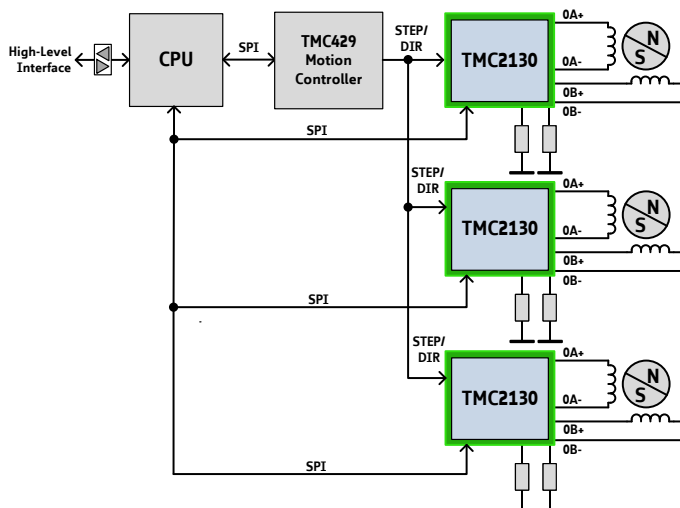 High-Level
Interface
CPU
SPI
TMC429
Motion
Controller
STEP/
DIR
TMC2130
0A+
0A-
0B+
0B-
N
S
SPI
STEP/
DIR
TMC2130
0A+
0A-
0B+
0B-
N
S
SPI
STEP/
DIR
TMC2130
0A+
0A-
0B+
0B-
N
S
SPI